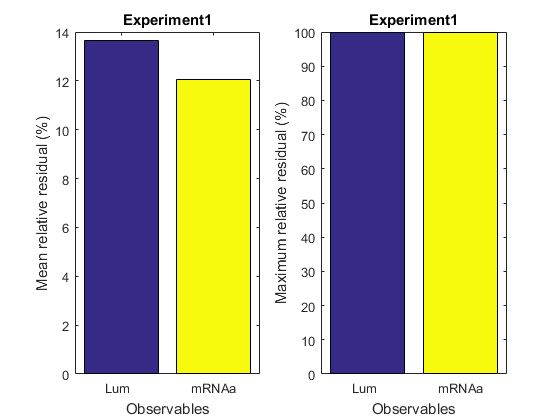 Experiment1
Mean relative residual (%)
14
12
10
8
6
4
2
0
Lum mRNAa
Observables
Experiment1
Maximum relative residual (%)
100
90
80
70
60
50
40
30
20
10
0
Lum mRNAa
Observables